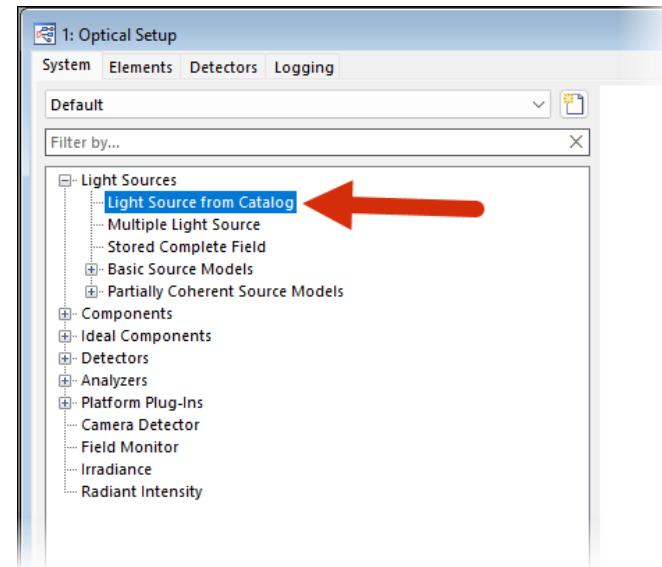 1: Optical Setup
System Elements Detectors Logging
Default
Filter by...
Light Sources
Light Source from Catalog
Multiple Light Source
Stored Complete Field
Basic Source Models
Partially Coherent Source Models
Components
Ideal Components
Detectors
Analyzers
Platform Plug-Ins
Camera Detector
Field Monitor
Irradiance
Radiant Intensity